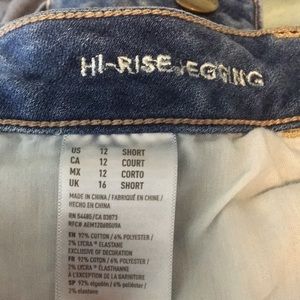 HI-RISE JEGGING
US 12 SHORT
CA 12 COURT
MX 12 CORTO
UK 16 SHORT
MADE IN CHINA / FABRIQUÉ EN CHINE /
HECHO EN CHINA
RN 54485/CA 03873
EN 92% COTTON / 6% POLYESTER /
2% LYCRA® ELASTANE
EXCLUSIVE OF DECORATION
FR 92% COTON / 6% POLYESTER /
2% LYCRA® ÉLASTHANNE
À L'EXCEPTION DE LA GARNITURE
SP 92% algodón / 6% poliéster /
2% elastano